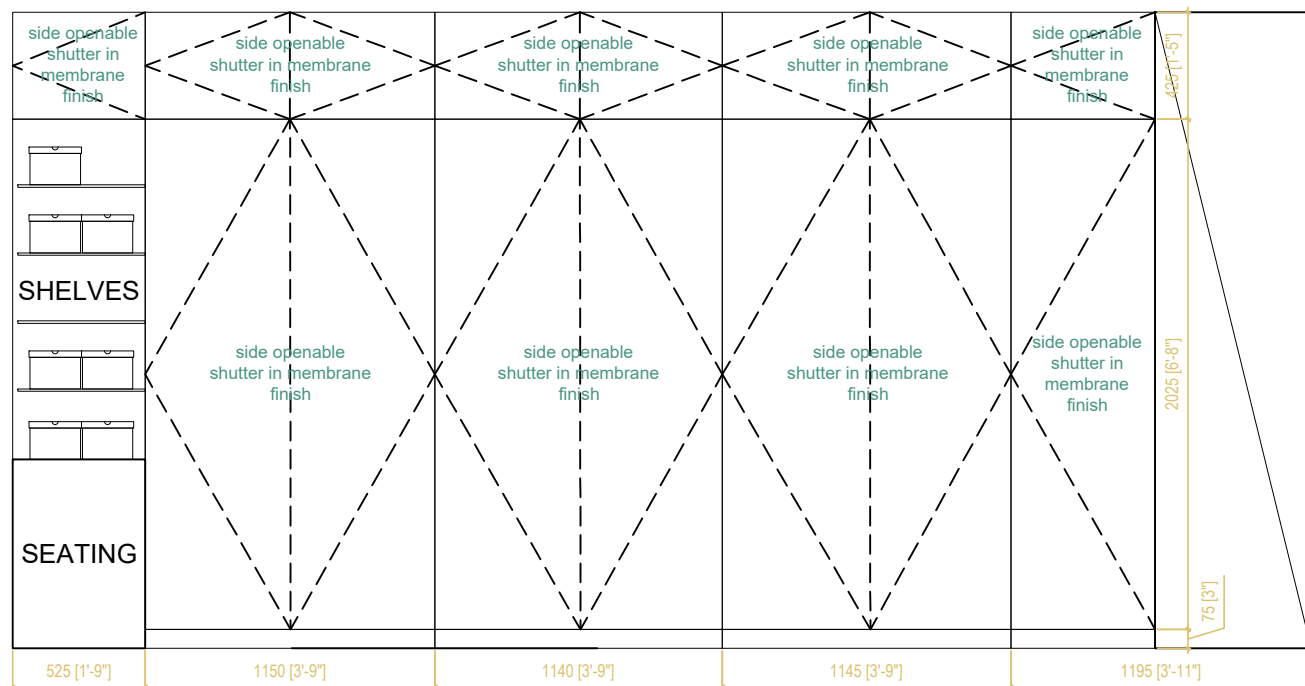 side openable
shutter in
membrane
finish
side openable
shutter in membrane
finish
side openable
shutter in membrane
finish
side openable
shutter in membrane
finish
side openable
shutter in
membrane
finish
425 [1'-5"]
SHELVES
side openable
shutter in membrane
finish
side openable
shutter in membrane
finish
side openable
shutter in membrane
finish
side openable
shutter in
membrane
finish
2025 [6'-8"]
SEATING
75 [3"]
525 [1'-9"]
1150 [3'-9"]
1140 [3'-9"]
1145 [3'-9"]
1195 [3'-11"]